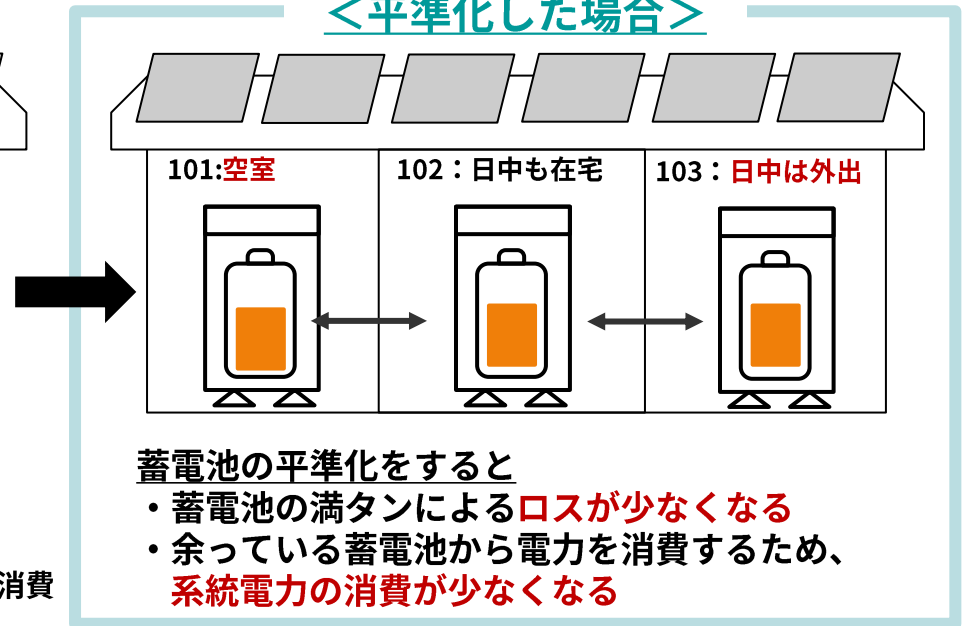 ＜平準化した場合＞
101:空室
102：日中も在宅
103：日中は外出
蓄電池の平準化をすると
・蓄電池の満タンによるロスが少なくなる
・余っている蓄電池から電力を消費するため、
系統電力の消費が少なくなる
消費